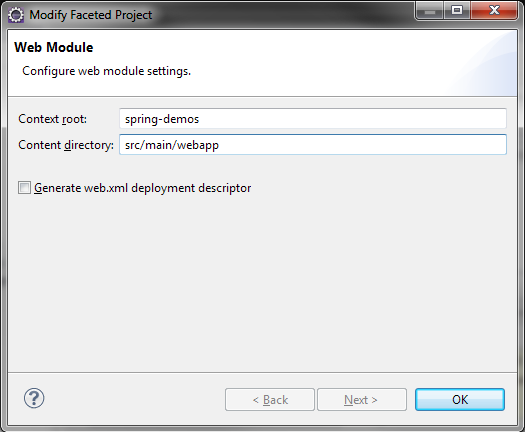 Modify Faceted Project
Web Module
Configure web module settings.
Context root: spring-demos
Content directory: src/main/webapp
Generate web.xml deployment descriptor
?
< Back Next > OK